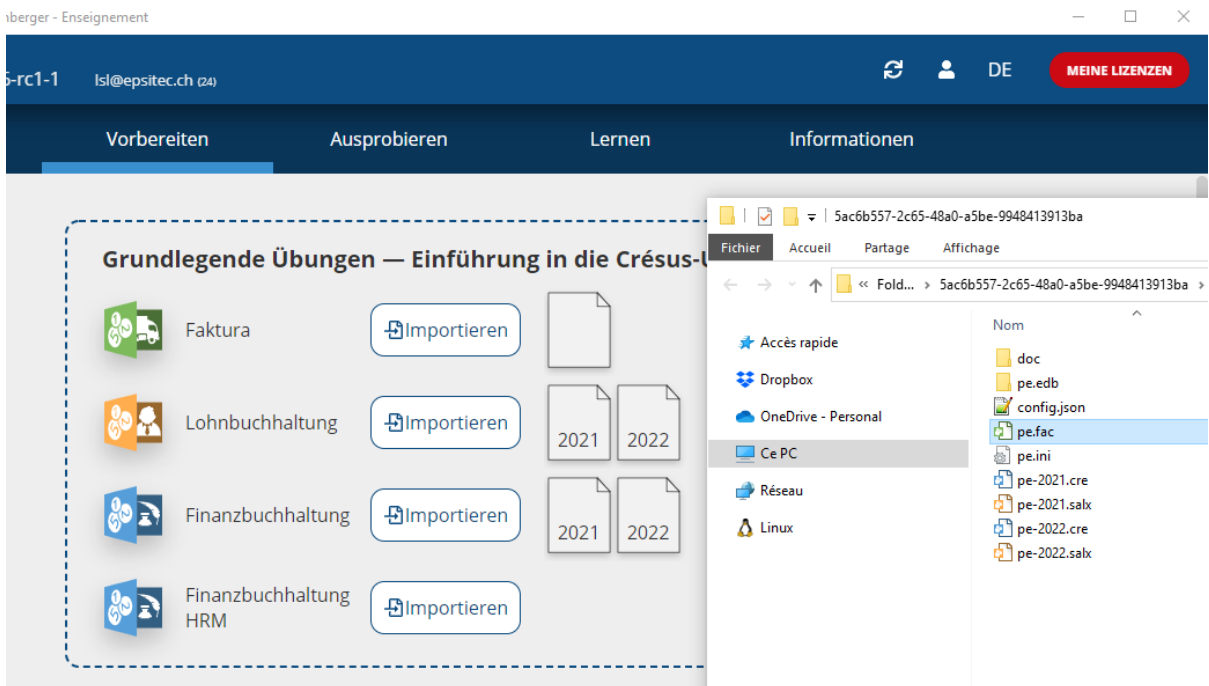 nberger - Enseignement
5-rc1-1 lsl@epsitec.ch (24) DE MEINE LIZENZEN
Vorbereiten Ausprobieren Lernen Informationen
Grundlegende Übungen — Einführung in die Crésus-
Faktura Importieren
Lohnbuchhaltung Importieren 2021 2022
Finanzbuchhaltung Importieren 2021 2022
Finanzbuchhaltung
HRM Importieren
5ac6b557-2c65-48a0-a5be-9948413913ba
Fichier Accueil Partage Affichage
« Fold... › 5ac6b557-2c65-48a0-a5be-9948413913ba ›
Accès rapide
Dropbox
OneDrive - Personal
Ce PC
Réseau
Linux
Nom
doc
pe.edb
config.json
pe.fac
pe.ini
pe-2021.cre
pe-2021.salx
pe-2022.cre
pe-2022.salx